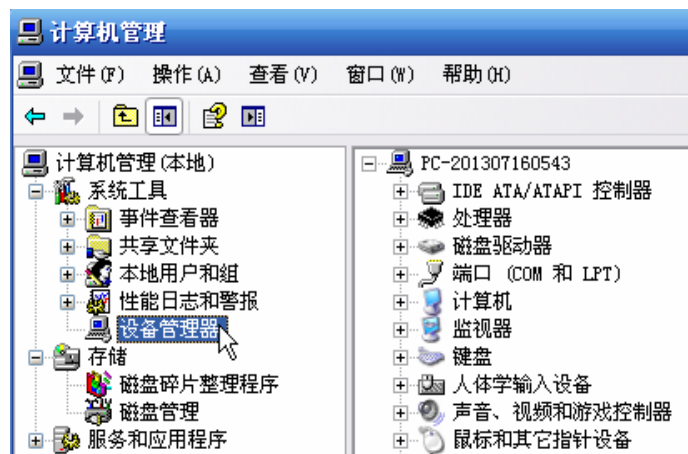 计算机管理
文件(F) 操作(A) 查看(V) 窗口(W) 帮助(H)
计算机管理(本地)
系统工具
事件查看器
共享文件夹
本地用户和组
性能日志和警报
设备管理器
存储
磁盘碎片整理程序
磁盘管理
服务和应用程序
PC-201307160543
IDE ATA/ATAPI 控制器
处理器
磁盘驱动器
端口 (COM 和 LPT)
计算机
监视器
键盘
人体学输入设备
声音、视频和游戏控制器
鼠标和其它指针设备